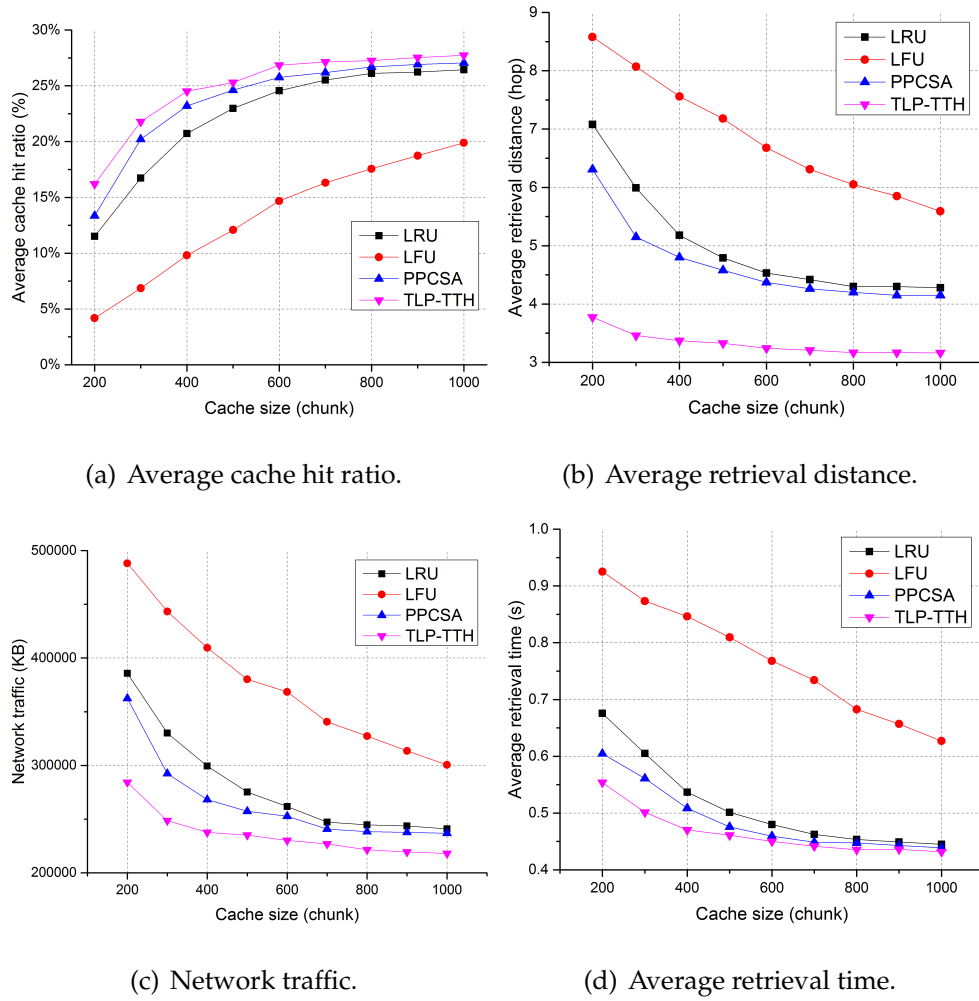 30%
25%
20%
15%
10%
5%
0%
Average cache hit ratio (%)
LRU
LFU
PPCSA
TLP-TTH
200 400 600 800 1000
Cache size (chunk)
(a) Average cache hit ratio.
9
8
7
6
5
4
3
Average retrieval distance (hop)
LRU
LFU
PPCSA
TLP-TTH
200 400 600 800 1000
Cache size (chunk)
(b) Average retrieval distance.
500000
400000
300000
200000
Network traffic (KB)
LRU
LFU
PPCSA
TLP-TTH
200 400 600 800 1000
Cache size (chunk)
(c) Network traffic.
1.0
0.9
0.8
0.7
0.6
0.5
0.4
Average retrieval time (s)
LRU
LFU
PPCSA
TLP-TTH
200 400 600 800 1000
Cache size (chunk)
(d) Average retrieval time.